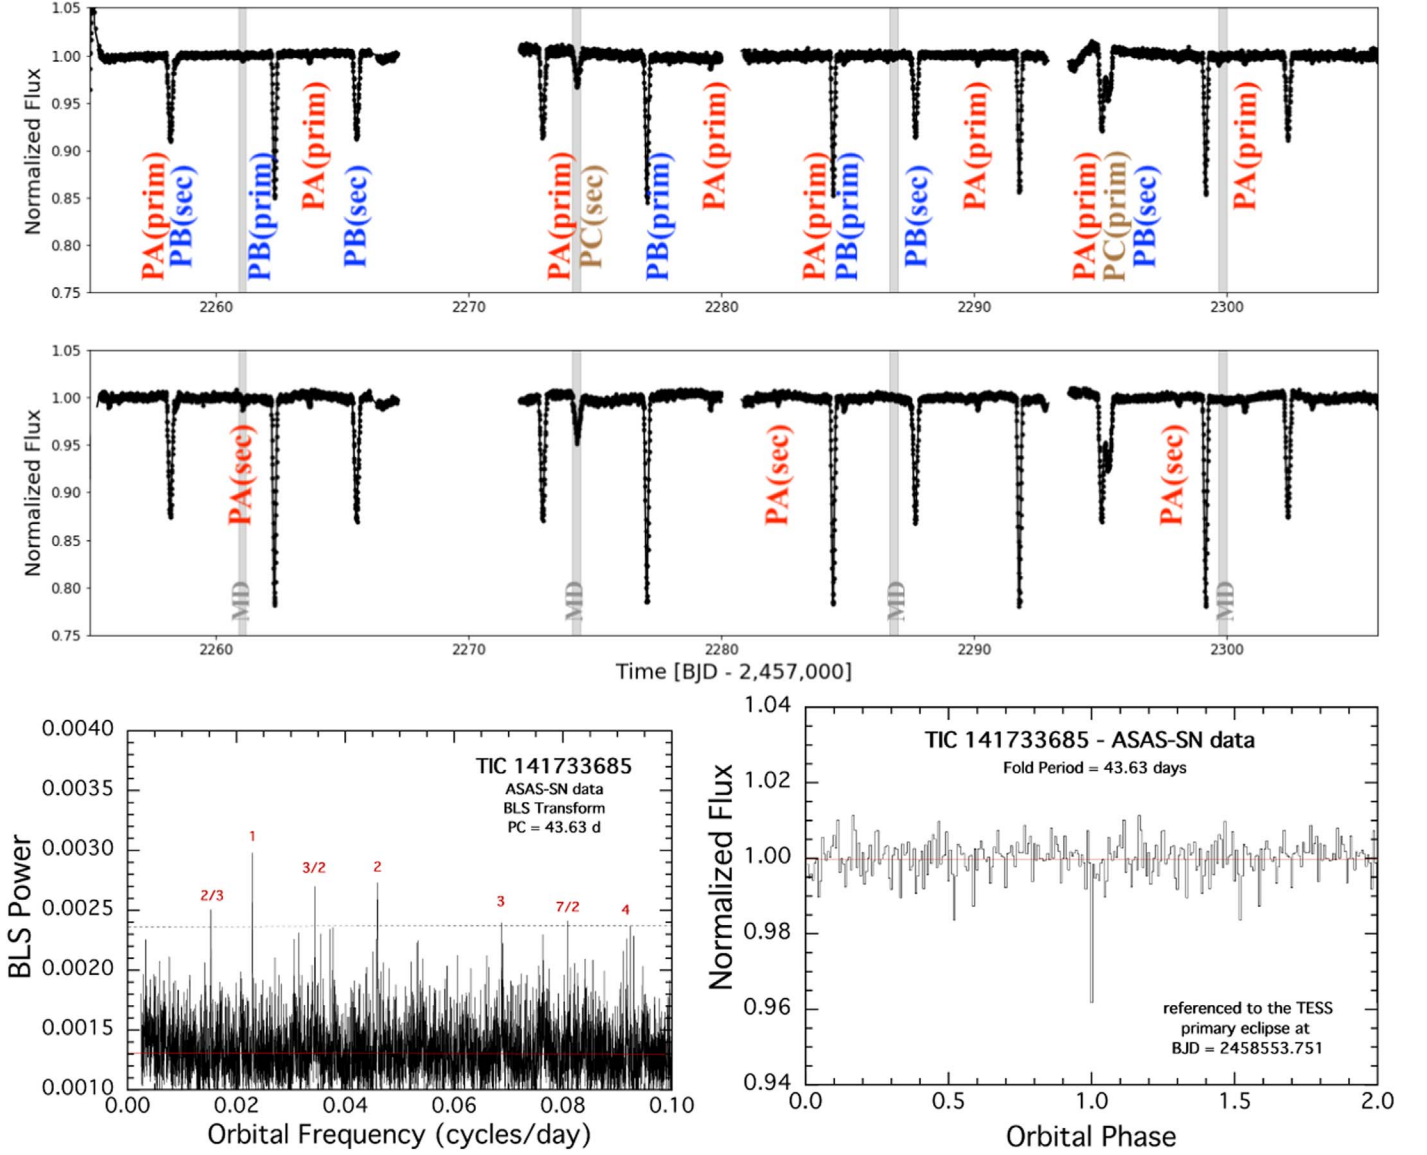 1.05
1.00
0.95
0.90
0.85
0.80
0.75
Normalized Flux
PA(prim)
PB(sec)
PB(prim)
PA(prim)
PB(sec)
PA(prim)
PC(sec)
PB(prim)
PA(prim)
PA(prim)
PB(prim)
PB(sec)
PA(prim)
PA(prim)
PC(prim)
PB(sec)
PA(prim)
2260
2270
2280
2290
2300
1.05
1.00
0.95
0.90
0.85
0.80
0.75
Normalized Flux
PA(sec)
PA(sec)
PA(sec)
MD
MD
MD
MD
2260
2270
2280
2290
2300
Time [BJD - 2,457,000]
0.0040
0.0035
0.0030
0.0025
0.0020
0.0015
0.0010
BLS Power
TIC 141733685
ASAS-SN data
BLS Transform
PC = 43.63 d
2/3
1
3/2
2
3
7/2
4
0.00
0.02
0.04
0.06
0.08
0.10
Orbital Frequency (cycles/day)
1.04
1.02
1.00
0.98
0.96
0.94
Normalized Flux
TIC 141733685 - ASAS-SN data
Fold Period = 43.63 days
referenced to the TESS
primary eclipse at
BJD = 2458553.751
0.0
0.5
1.0
1.5
2.0
Orbital Phase